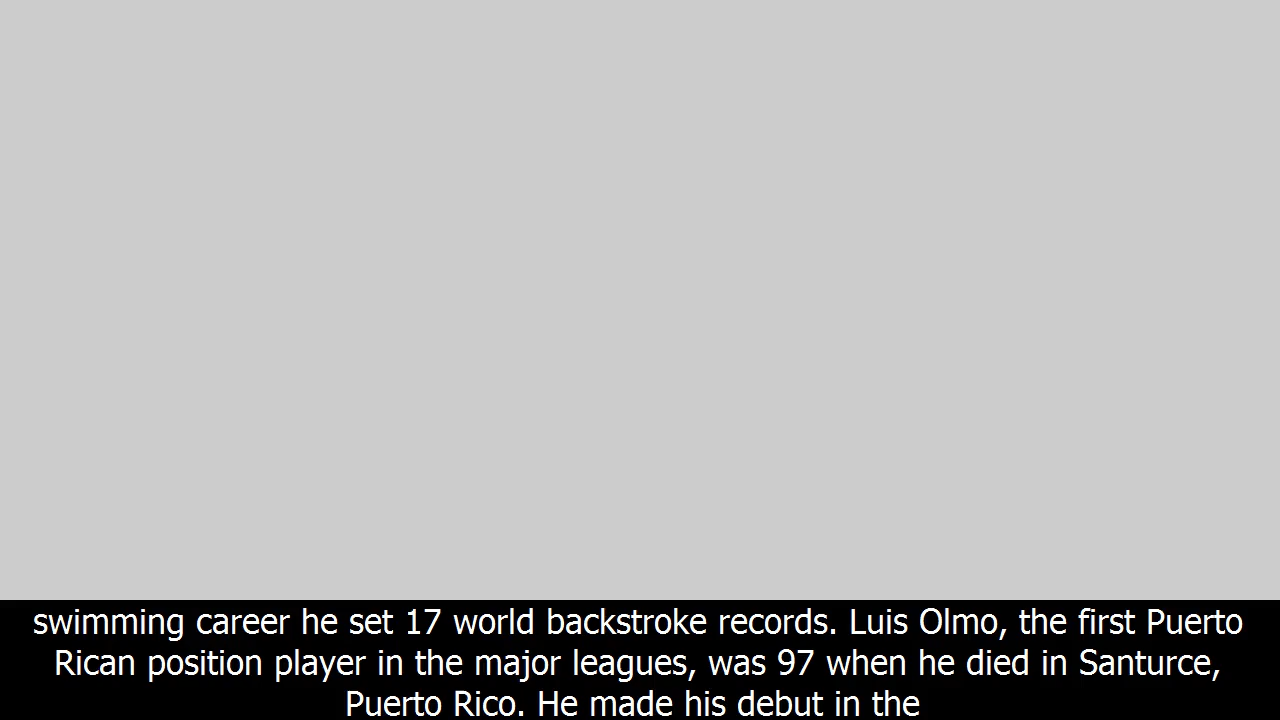 swimming career he set 17 world backstroke records. Luis Olmo, the first Puerto
Rican position player in the major leagues, was 97 when he died in Santurce,
Puerto Rico. He made his debut in the